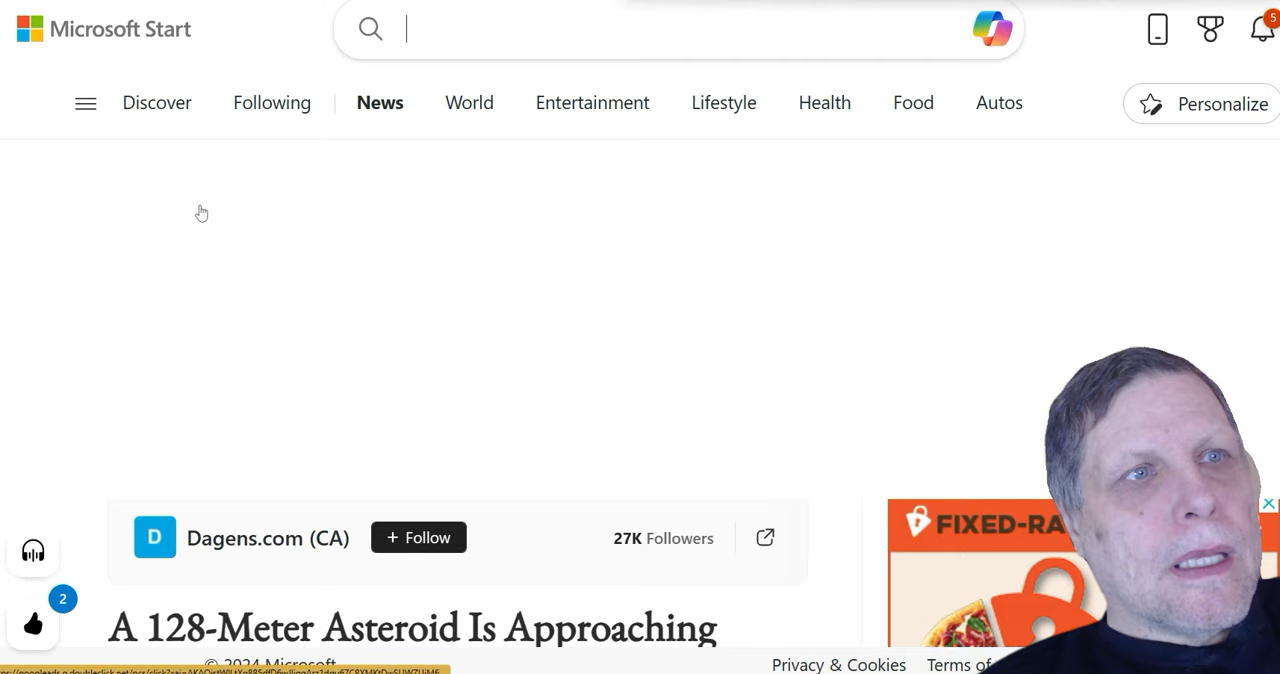 Microsoft Start
5
Discover
Following
News
World
Entertainment
Lifestyle
Health
Food
Autos
Personalize
D
Dagens.com (CA)
+ Follow
27K Followers
FIXED-RA
2
A 128-Meter Asteroid Is Approaching
© 2024 Microsoft
Privacy & Cookies
Terms of